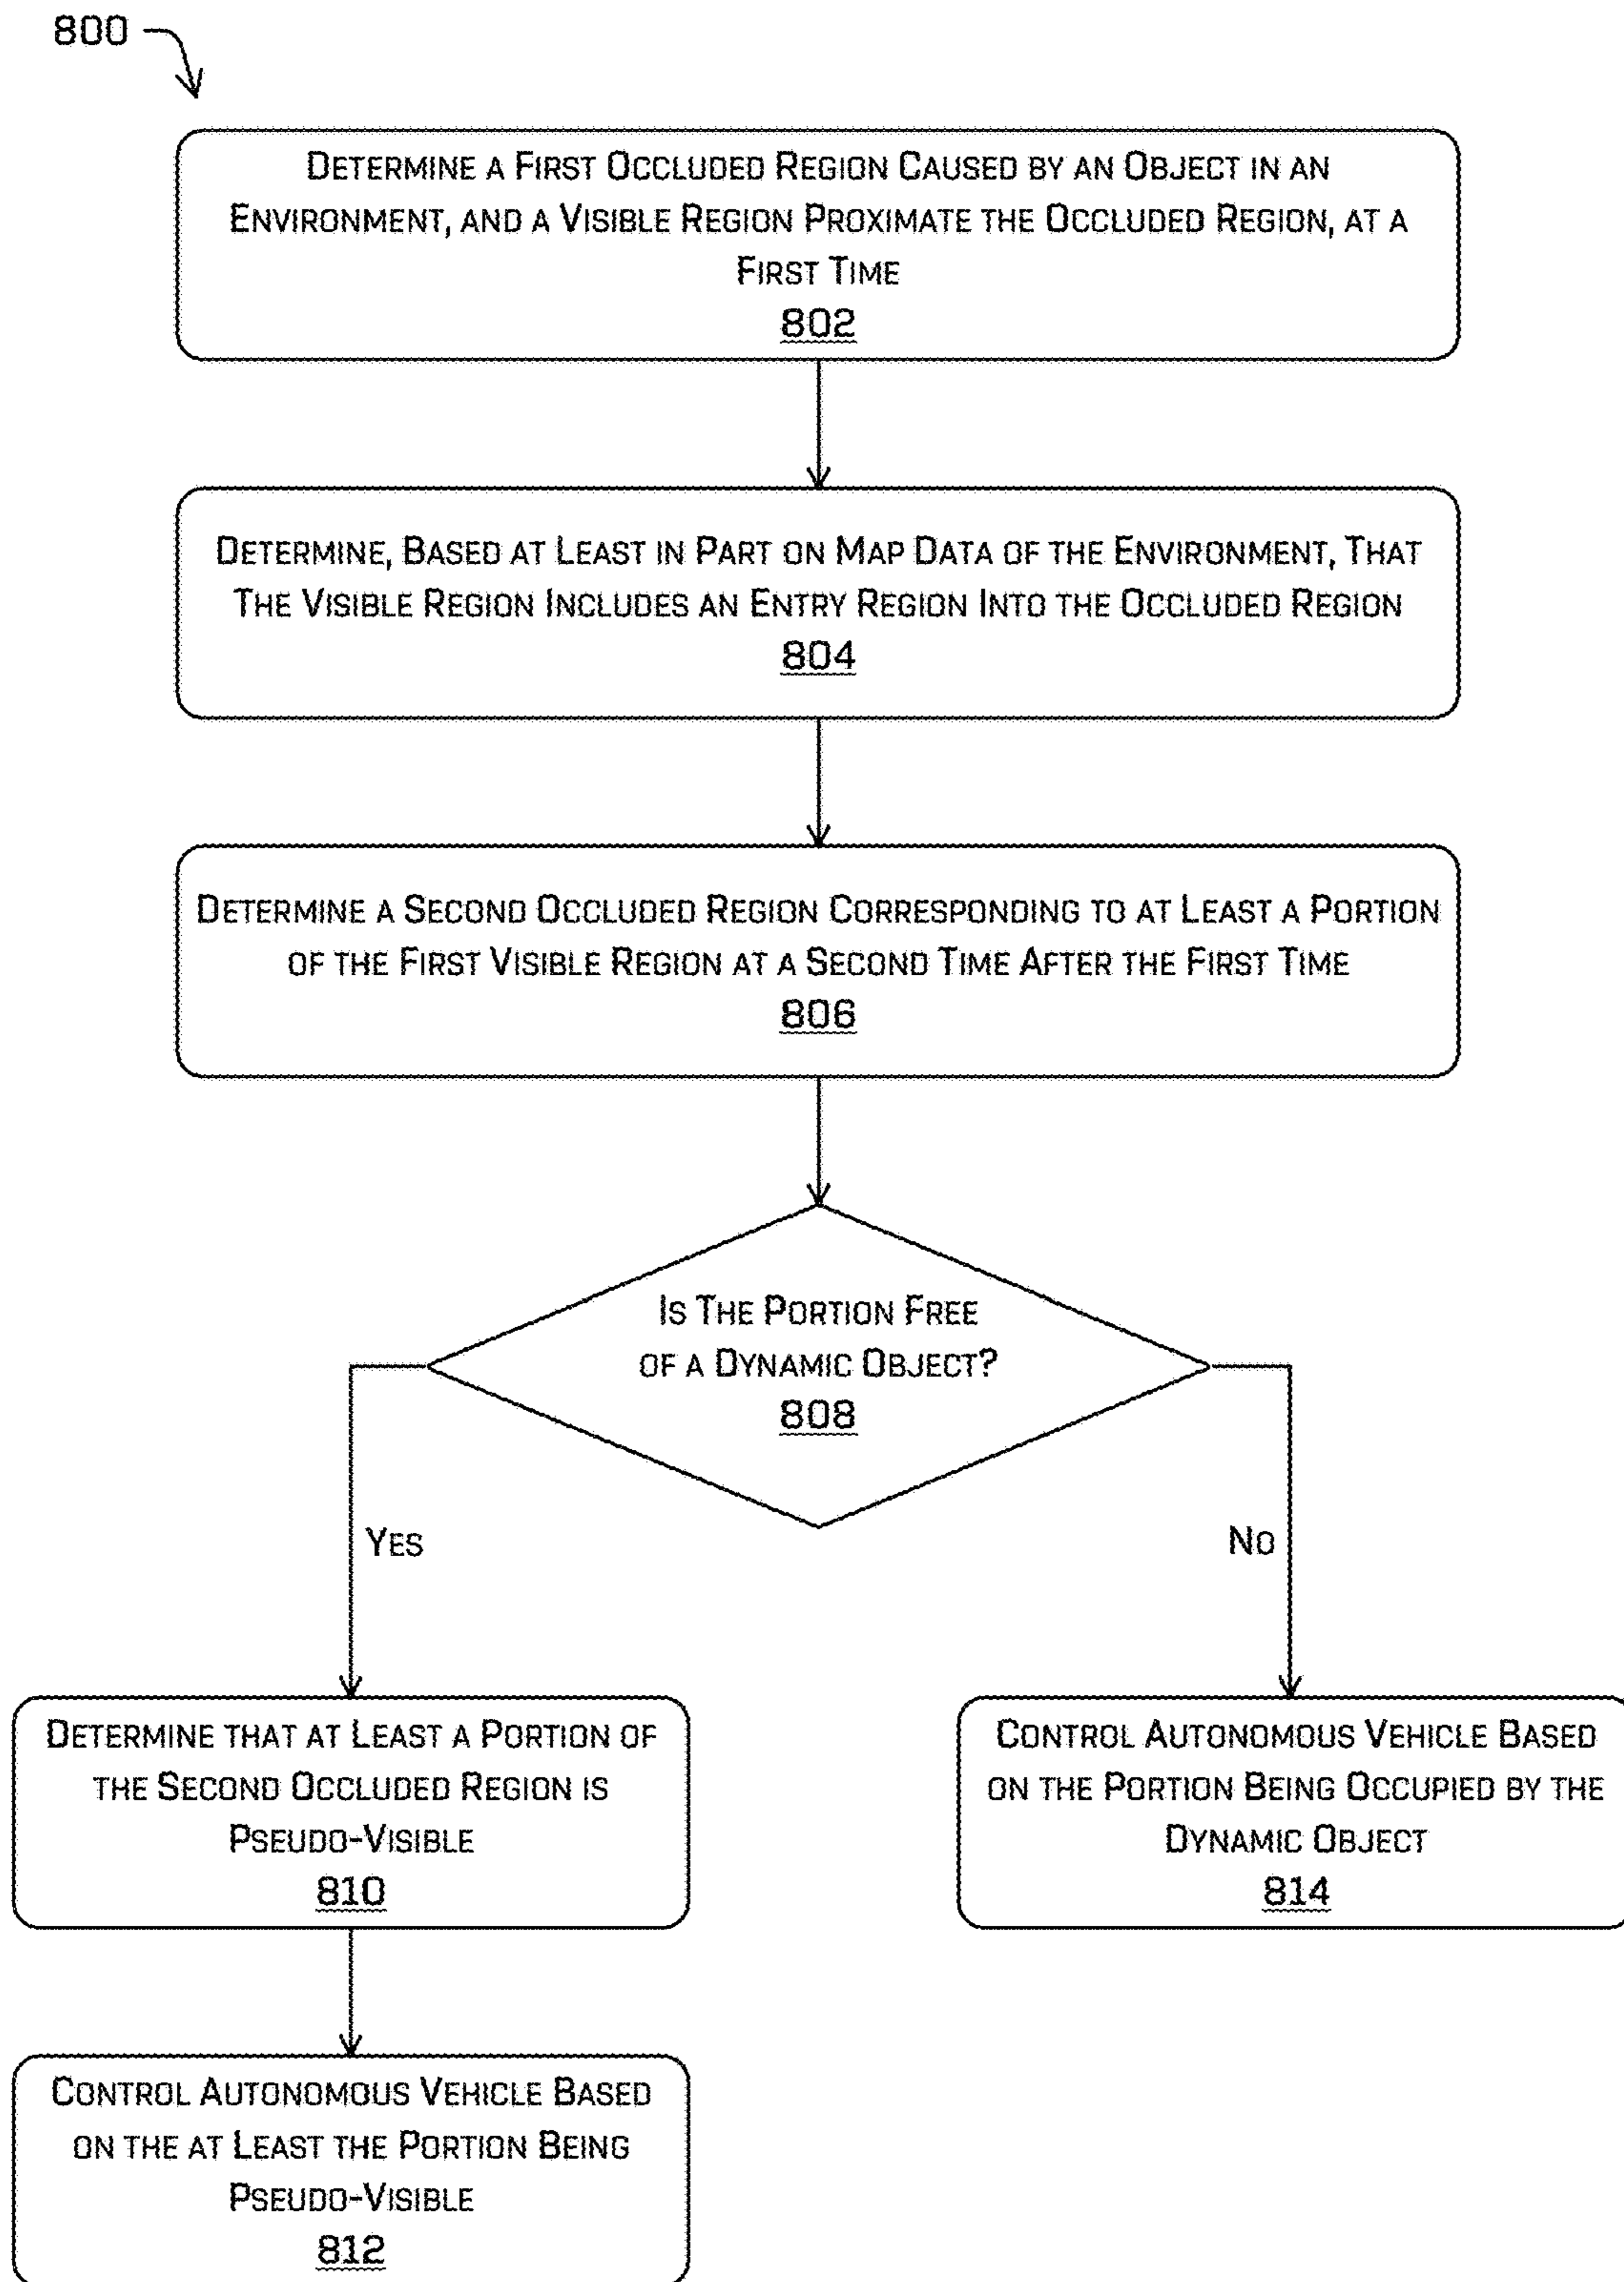 800
Determine a First Occluded Region Caused by an Object in an
Environment, and a Visible Region Proximate the Occluded Region, at a
First Time
802
Determine, Based at Least in Part on Map Data of the Environment, That
The Visible Region Includes an Entry Region Into the Occluded Region
804
Determine a Second Occluded Region Corresponding to at Least a Portion
of the First Visible Region at a Second Time After the First Time
806
Is The Portion Free
of a Dynamic Object?
808
Yes
No
Determine that at Least a Portion of
the Second Occluded Region is
Pseudo-Visible
810
Control Autonomous Vehicle Based
on the Portion Being Occupied by the
Dynamic Object
814
Control Autonomous Vehicle Based
on the at Least the Portion Being
Pseudo-Visible
812